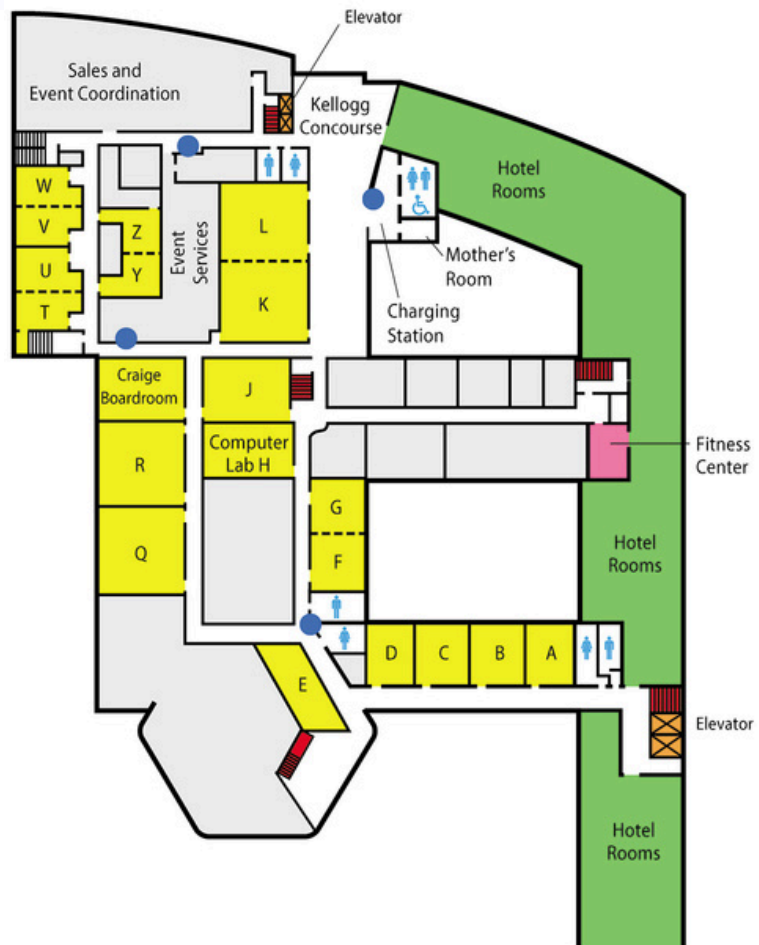 Elevator
Sales and
Event Coordination
Kellogg
Concourse
Hotel
Rooms
W
V
U
T
Z
Y
Event
Services
L
K
Mother's
Room
Charging
Station
Craige
Boardroom
J
Computer
Lab H
R
Q
G
F
Fitness
Center
Hotel
Rooms
D
C
B
A
E
Elevator
Hotel
Rooms